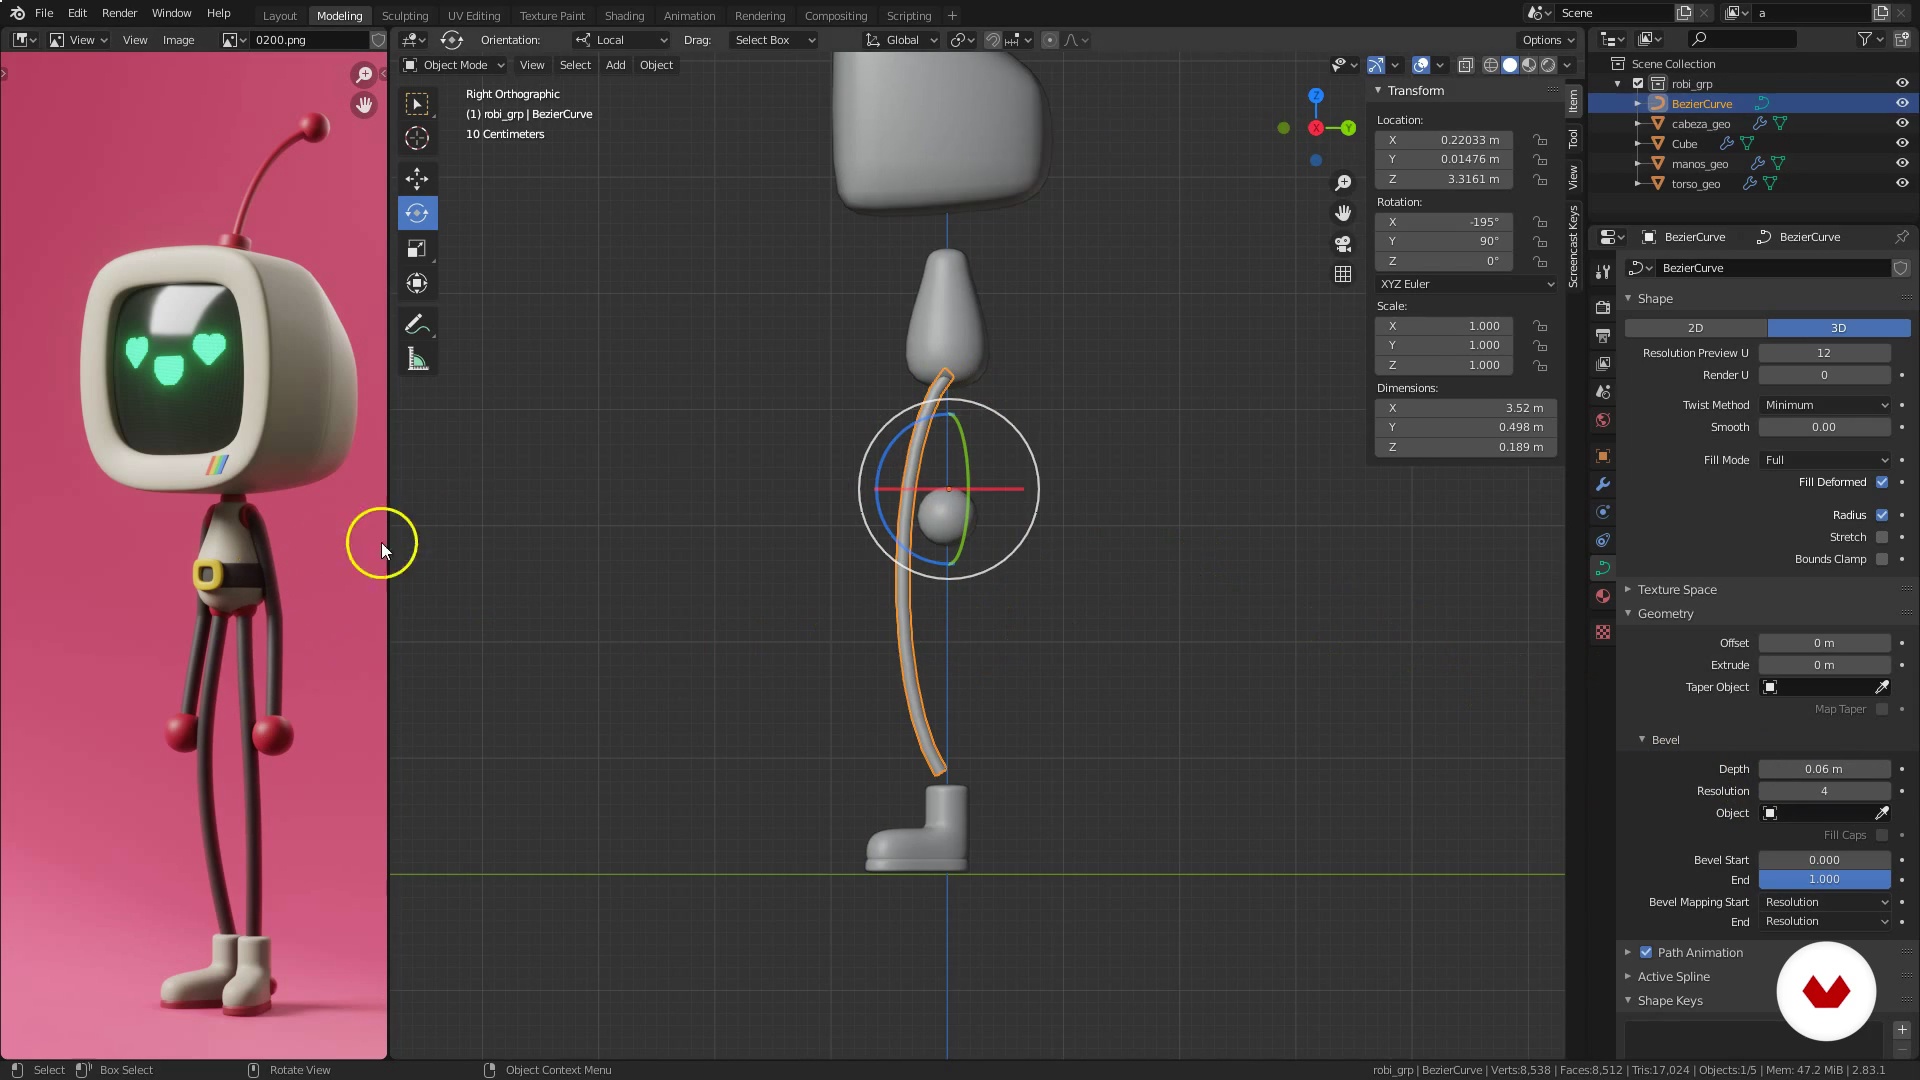 File Edit Render Window Help
Layout Modeling Sculpting UV Editing Texture Paint Shading Animation Rendering Compositing Scripting +
Scene
a
View View Image 0200.png
Orientation: Local Drag: Select Box Global Options
Object Mode View Select Add Object
Right Orthographic
(1) robi_grp | BezierCurve
10 Centimeters
Z
X
Y
Transform
Location:
X 0.22033 m
Y 0.01476 m
Z 3.3161 m
Rotation:
X -195°
Y 90°
Z 0°
XYZ Euler
Scale:
X 1.000
Y 1.000
Z 1.000
Dimensions:
X 3.52 m
Y 0.498 m
Z 0.189 m
Item
Tool
View
Screencast Keys
Scene Collection
robi_grp
BezierCurve
cabeza_geo
Cube
manos_geo
torso_geo
BezierCurve BezierCurve
BezierCurve
Shape
2D 3D
Resolution Preview U 12
Render U 0
Twist Method Minimum
Smooth 0.00
Fill Mode Full
Fill Deformed
Radius
Stretch
Bounds Clamp
Texture Space
Geometry
Offset 0 m
Extrude 0 m
Taper Object
Map Taper
Bevel
Depth 0.06 m
Resolution 4
Object
Fill Caps
Bevel Start 0.000
End 1.000
Bevel Mapping Start Resolution
End Resolution
Path Animation
Active Spline
Shape Keys
Select Box Select Rotate View Object Context Menu
robi_grp | BezierCurve | Verts:8,538 | Faces:8,512 | Tris:17,024 | Objects:1/5 | Mem: 47.2 MiB | 2.83.1